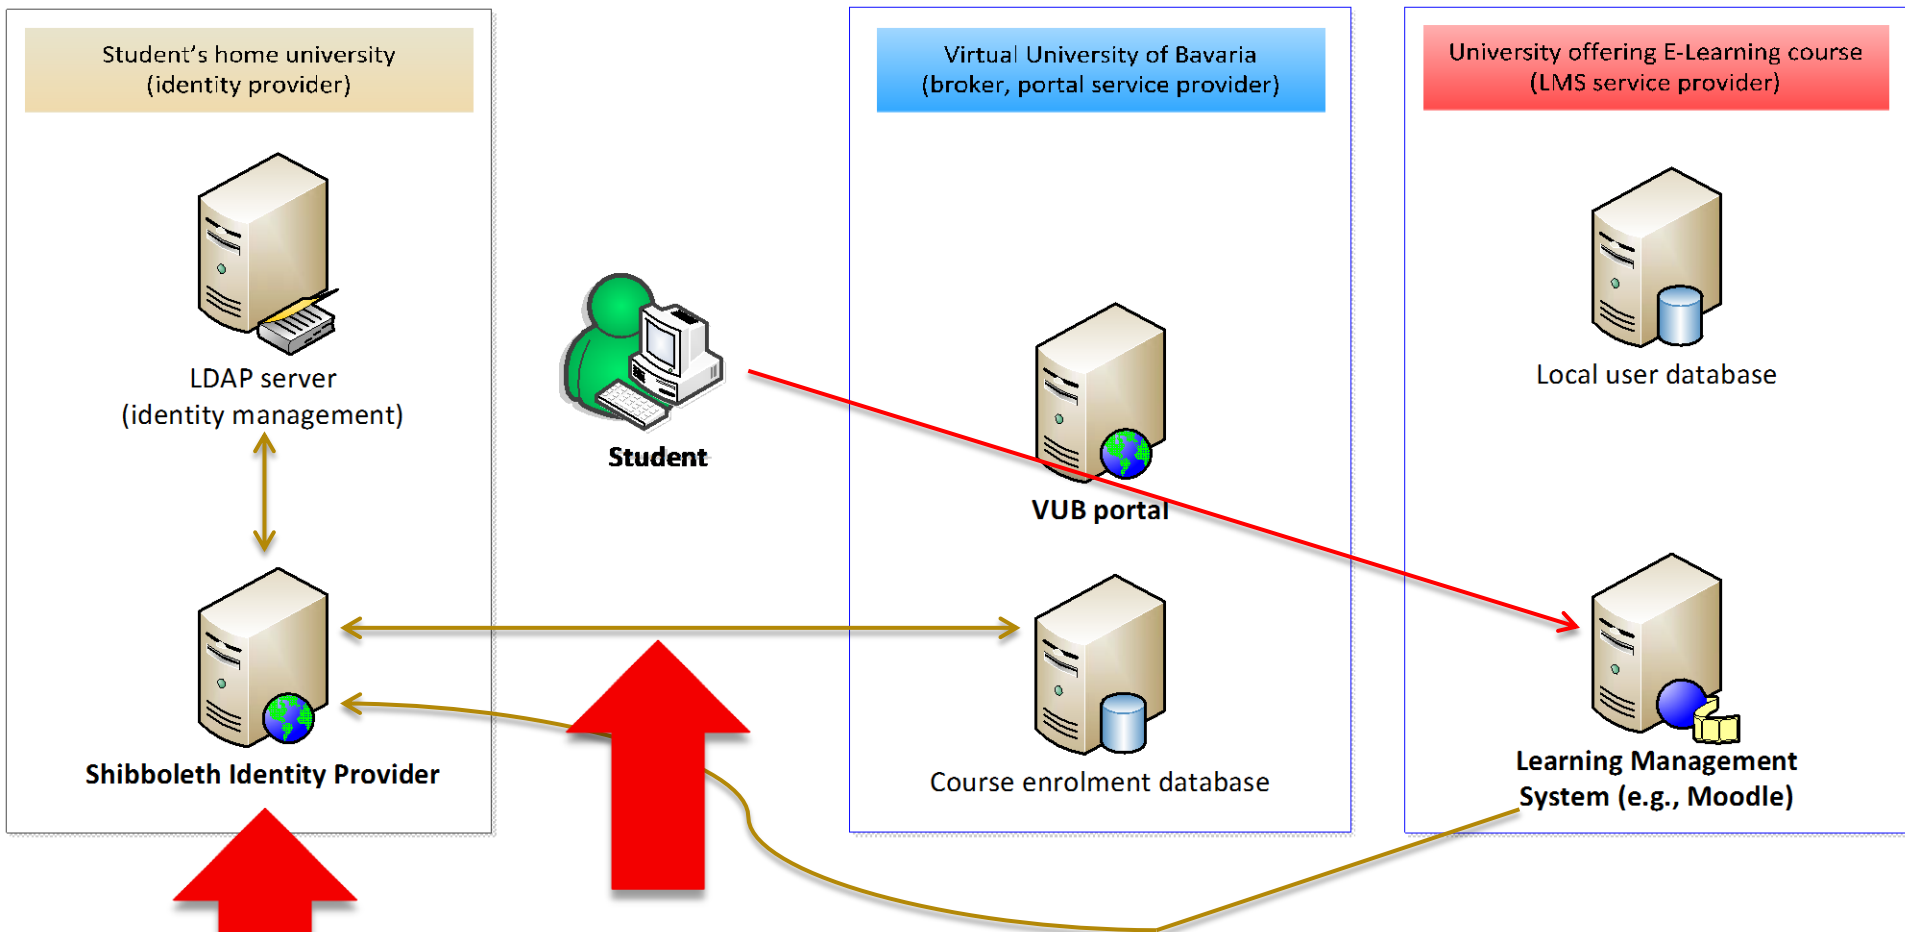 Student’s home university
(identity provider)
Virtual University of Bavaria
(broker, portal service provider)
University offering E-Learning course
(LMS service provider)
LDAP server
(identity management)
Student
VUB portal
Local user database
Shibboleth Identity Provider
Course enrolment database
Learning Management
System (e.g., Moodle)